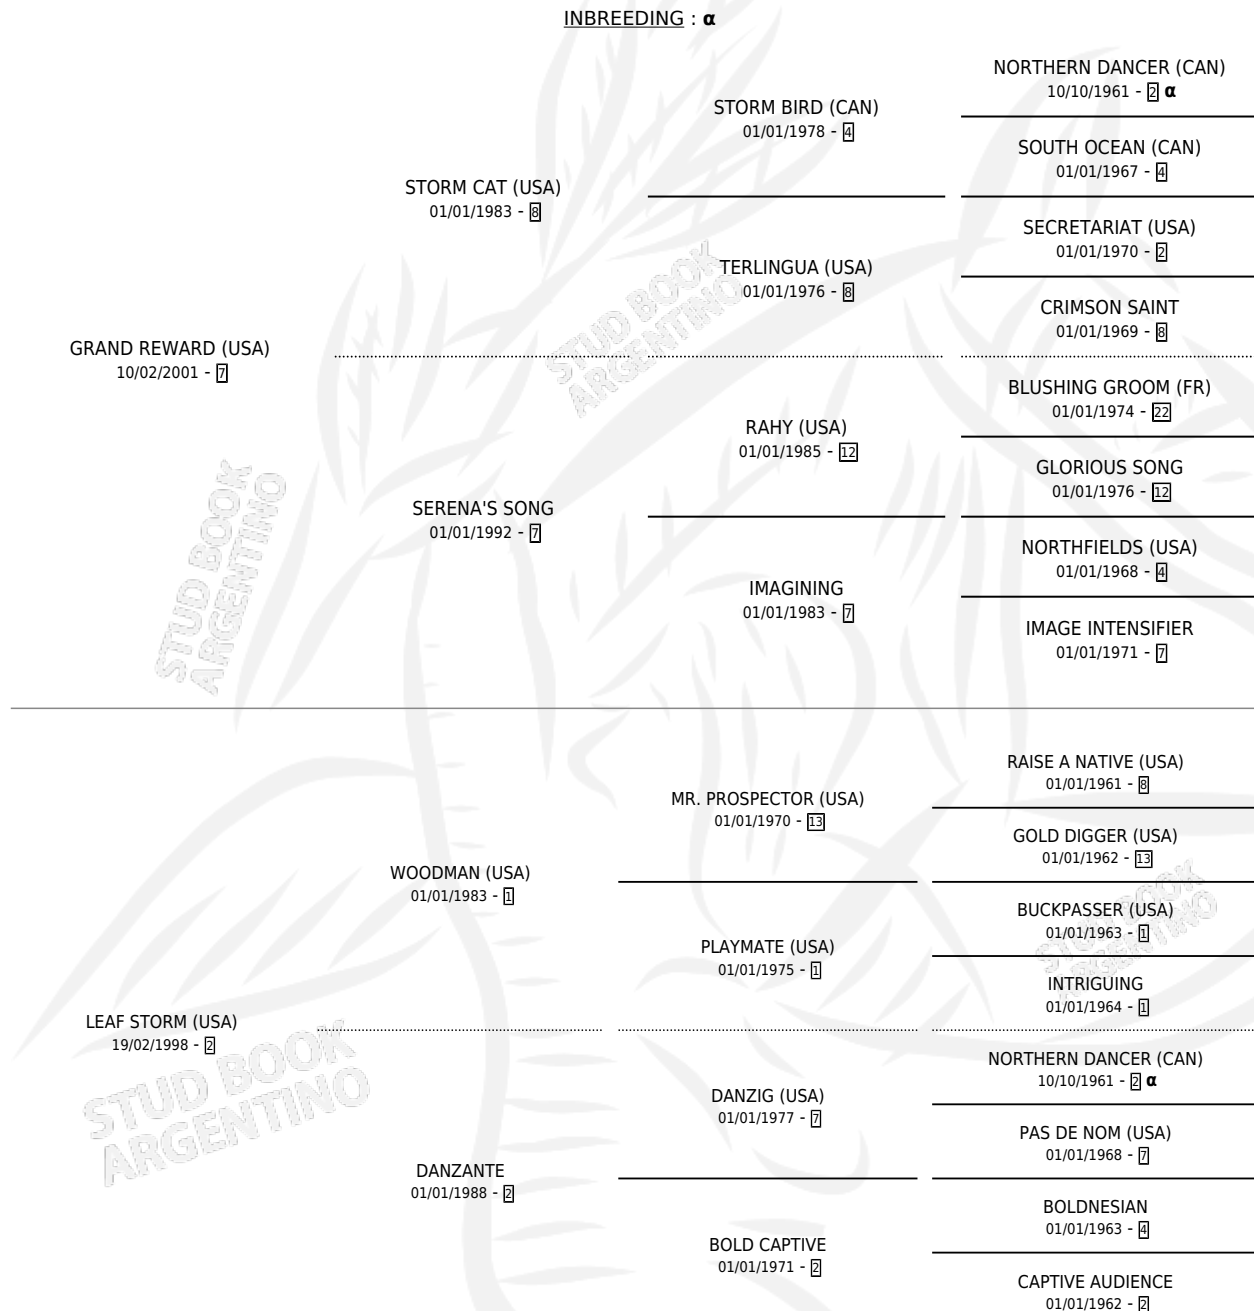 INBREEDING : α
NORTHERN DANCER (CAN)
10/10/1961 - 2 α
STORM BIRD (CAN)
01/01/1978 - 4
SOUTH OCEAN (CAN)
01/01/1967 - 4
STORM CAT (USA)
01/01/1983 - 8
SECRETARIAT (USA)
01/01/1970 - 2
TERLINGUA (USA)
01/01/1976 - 8
CRIMSON SAINT
01/01/1969 - 8
GRAND REWARD (USA)
10/02/2001 - 7
BLUSHING GROOM (FR)
01/01/1974 - 22
RAHY (USA)
01/01/1985 - 12
GLORIOUS SONG
01/01/1976 - 12
SERENA'S SONG
01/01/1992 - 7
NORTHFIELDS (USA)
01/01/1968 - 4
IMAGINING
01/01/1983 - 7
IMAGE INTENSIFIER
01/01/1971 - 7
RAISE A NATIVE (USA)
01/01/1961 - 8
MR. PROSPECTOR (USA)
01/01/1970 - 13
GOLD DIGGER (USA)
01/01/1962 - 13
WOODMAN (USA)
01/01/1983 - 1
BUCKPASSER (USA)
01/01/1963 - 1
PLAYMATE (USA)
01/01/1975 - 1
INTRIGUING
01/01/1964 - 1
LEAF STORM (USA)
19/02/1998 - 2
NORTHERN DANCER (CAN)
10/10/1961 - 2 α
DANZIG (USA)
01/01/1977 - 7
PAS DE NOM (USA)
01/01/1968 - 7
DANZANTE
01/01/1988 - 2
BOLDNESIAN
01/01/1963 - 4
BOLD CAPTIVE
01/01/1971 - 2
CAPTIVE AUDIENCE
01/01/1962 - 2
STUD BOOK
ARGENTINO
STUD BOOK
ARGENTINO
STUD BOOK
ARGENTINO
STUD BOOK
ARGENTINO